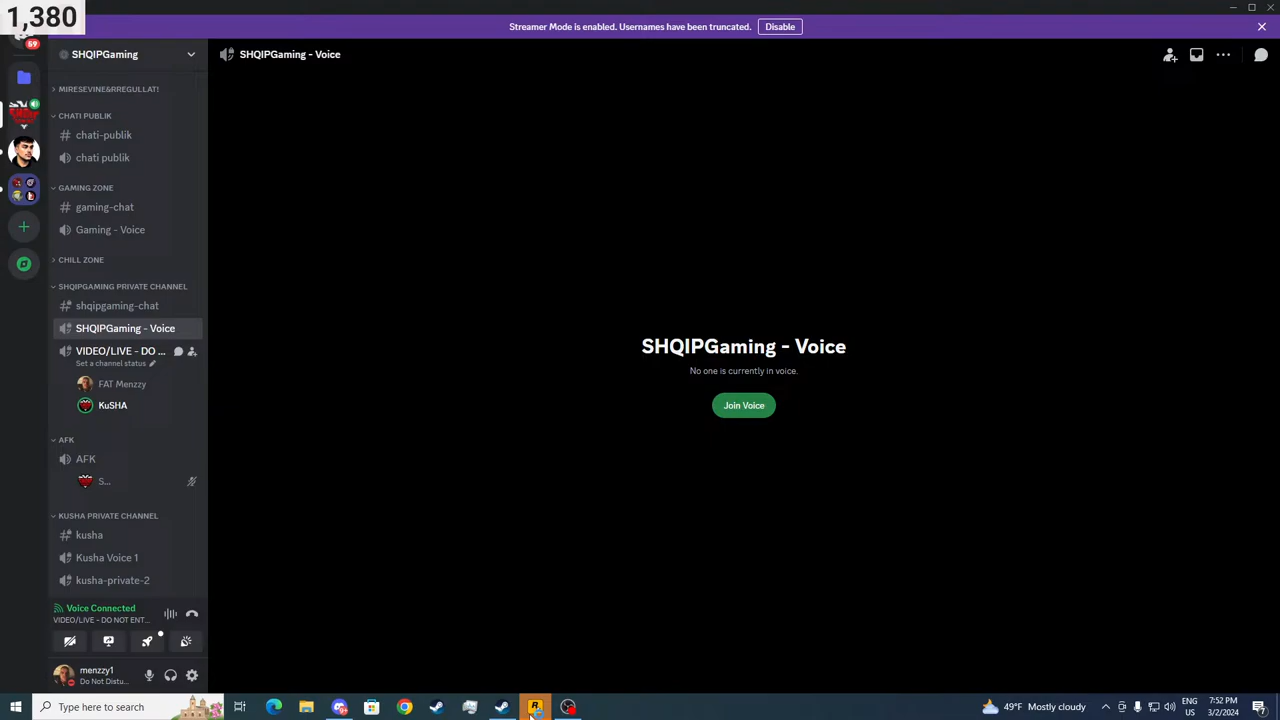 1,380
Streamer Mode is enabled. Usernames have been truncated.
Disable
59
SHQIPGaming
SHQIPGaming - Voice
MIRESEVINE&RREGULLAT!
CHATI PUBLIK
chati-publik
chati publik
GAMING ZONE
gaming-chat
Gaming - Voice
CHILL ZONE
SHQIPGAMING PRIVATE CHANNEL
shqipgaming-chat
SHQIPGaming - Voice
VIDEO/LIVE - DO ...
Set a channel status
FAT Menzzy
KuSHA
AFK
AFK
S...
KUSHA PRIVATE CHANNEL
kusha
Kusha Voice 1
kusha-private-2
SHQIPGaming - Voice
No one is currently in voice.
Join Voice
Voice Connected
VIDEO/LIVE - DO NOT ENT...
menzzy1
Do Not Distu...
Type here to search
49°F Mostly cloudy
ENG
US
7:52 PM
3/2/2024